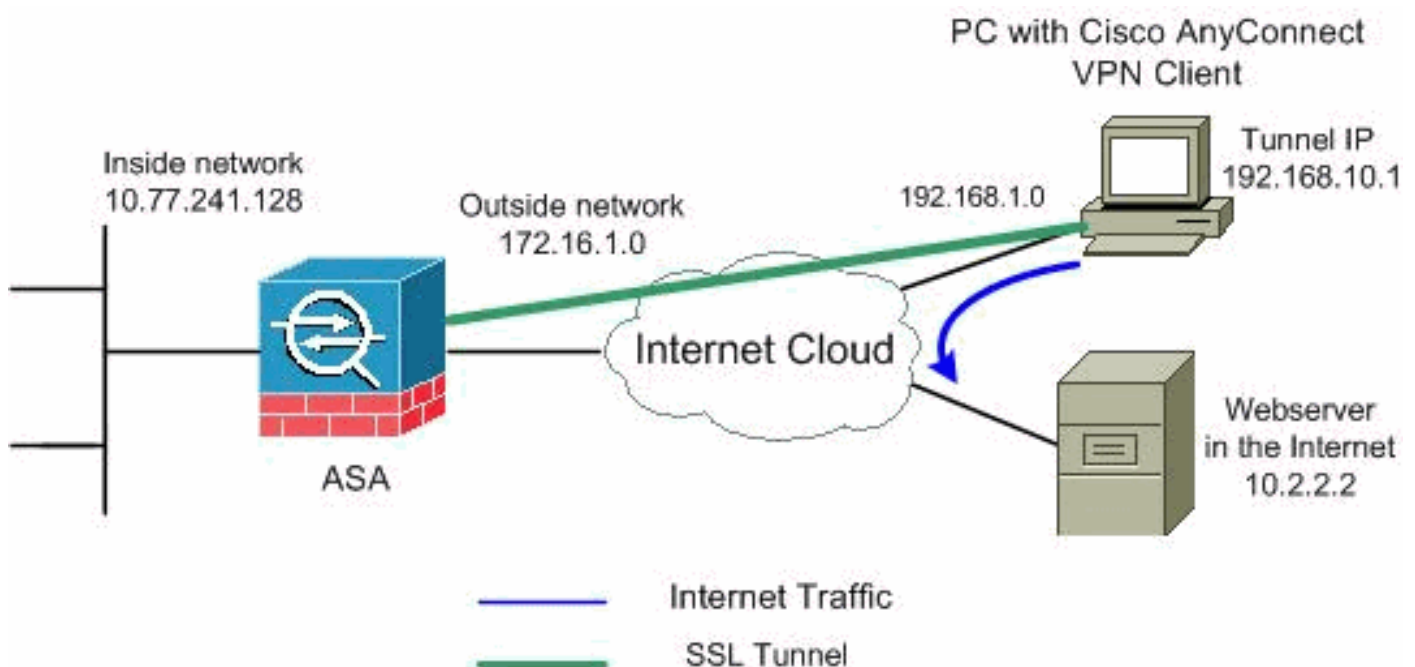 PC with Cisco AnyConnect
VPN Client
Inside network
10.77.241.128
Outside network
172.16.1.0
192.168.1.0
Tunnel IP
192.168.10.1
Internet Cloud
ASA
Webserver
in the Internet
10.2.2.2
Internet Traffic
SSL Tunnel